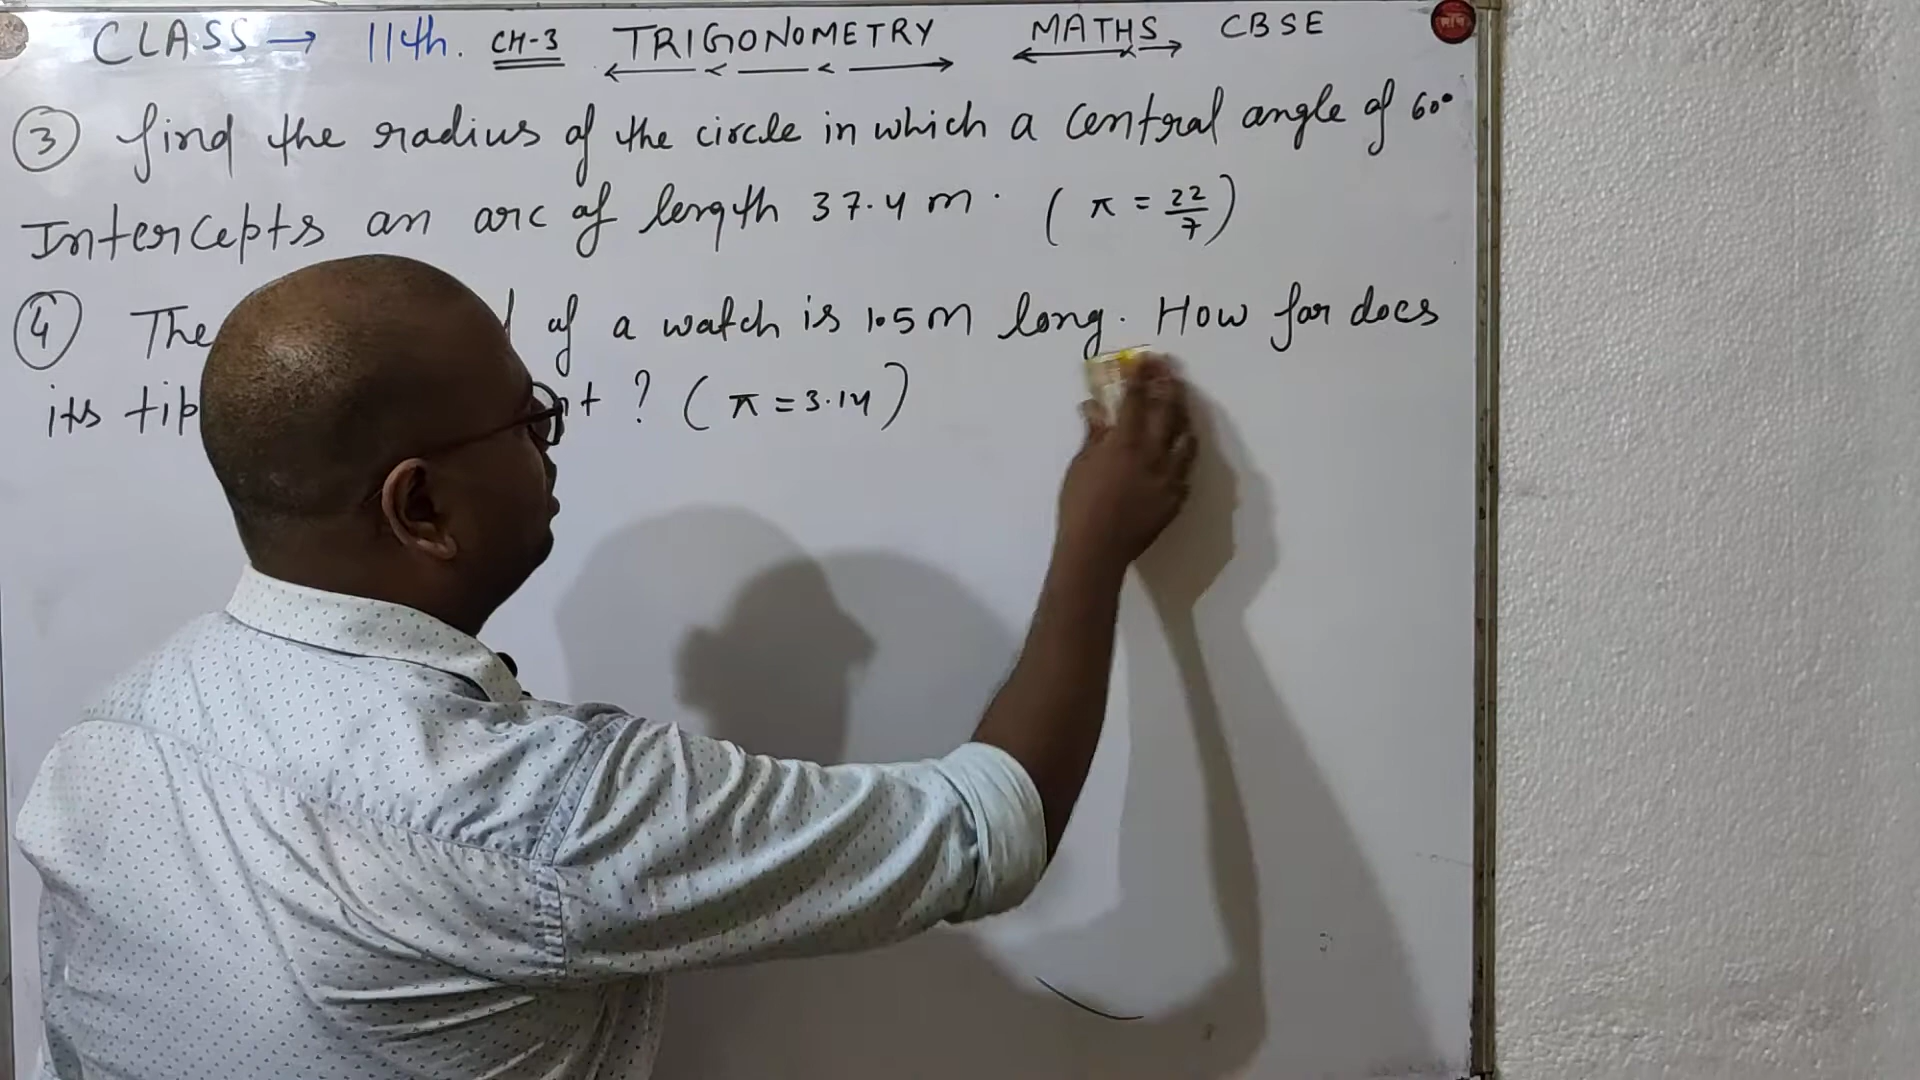 CLASS → 11th. CH-3 TRIGONOMETRY MATHS CBSE
③ find the radius of the circle in which a central angle of 60°
Intercepts an arc of length 37.4 m. (π = 22/7)
④ The of a watch is 1.5m long. How far does
its tip ? (π = 3.14)